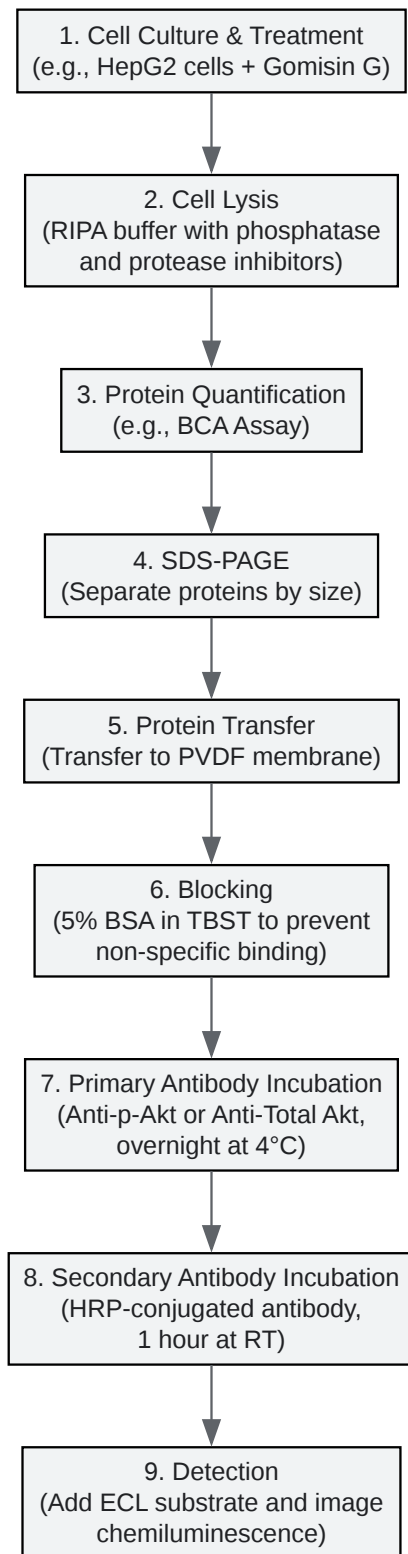 1. Cell Culture & Treatment
(e.g., HepG2 cells + Gomisin G)
2. Cell Lysis
(RIPA buffer with phosphatase
and protease inhibitors)
3. Protein Quantification
(e.g., BCA Assay)
4. SDS-PAGE
(Separate proteins by size)
5. Protein Transfer
(Transfer to PVDF membrane)
6. Blocking
(5% BSA in TBST to prevent
non-specific binding)
7. Primary Antibody Incubation
(Anti-p-Akt or Anti-Total Akt,
overnight at 4°C)
8. Secondary Antibody Incubation
(HRP-conjugated antibody,
1 hour at RT)
9. Detection
(Add ECL substrate and image
chemiluminescence)